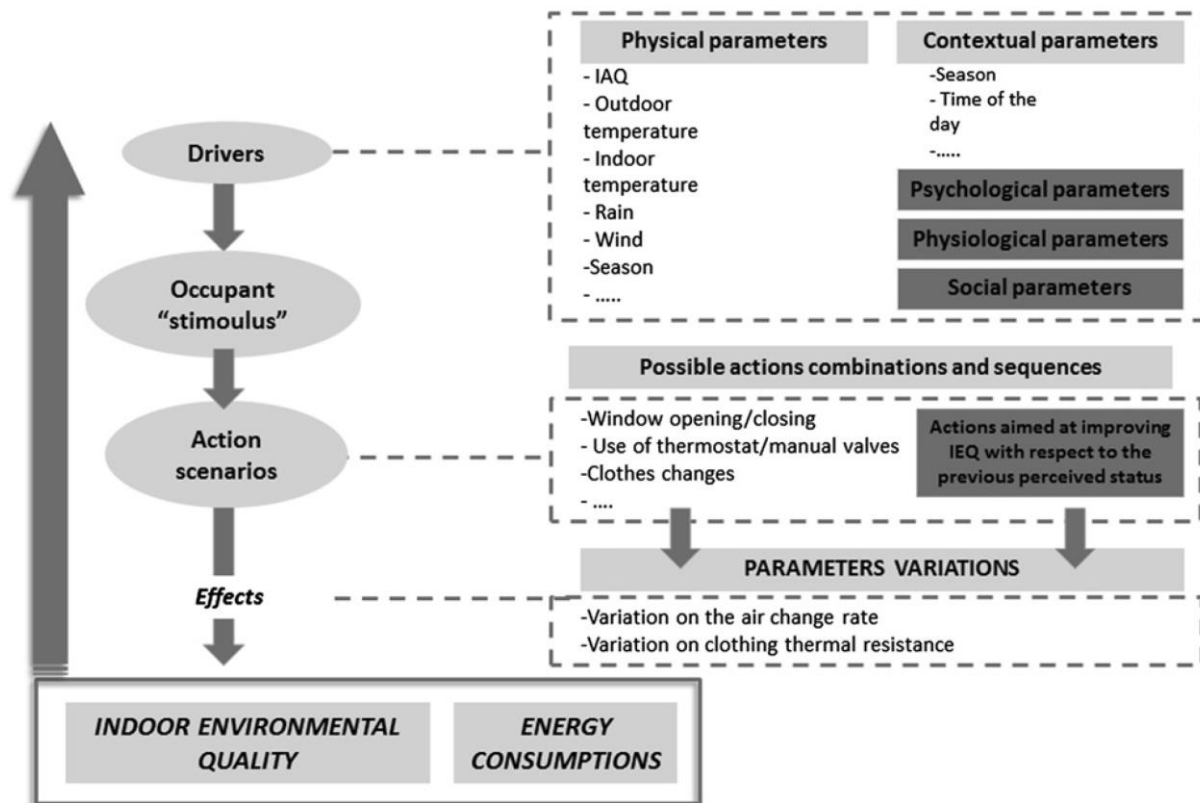 Physical parameters
- IAQ
- Outdoor
temperature
- Indoor
temperature
- Rain
- Wind
-Season
- .....
Contextual parameters
-Season
- Time of the
day
-.....
Psychological parameters
Physiological parameters
Social parameters
Drivers
Occupant
“stimoulus”
Action
scenarios
Possible actions combinations and sequences
-Window opening/closing
- Use of thermostat/manual valves
-Clothes changes
- ....
Actions aimed at improving
IEQ with respect to the
previous perceived status
Effects
PARAMETERS VARIATIONS
-Variation on the air change rate
-Variation on clothing thermal resistance
INDOOR ENVIRONMENTAL
QUALITY
ENERGY
CONSUMPTIONS